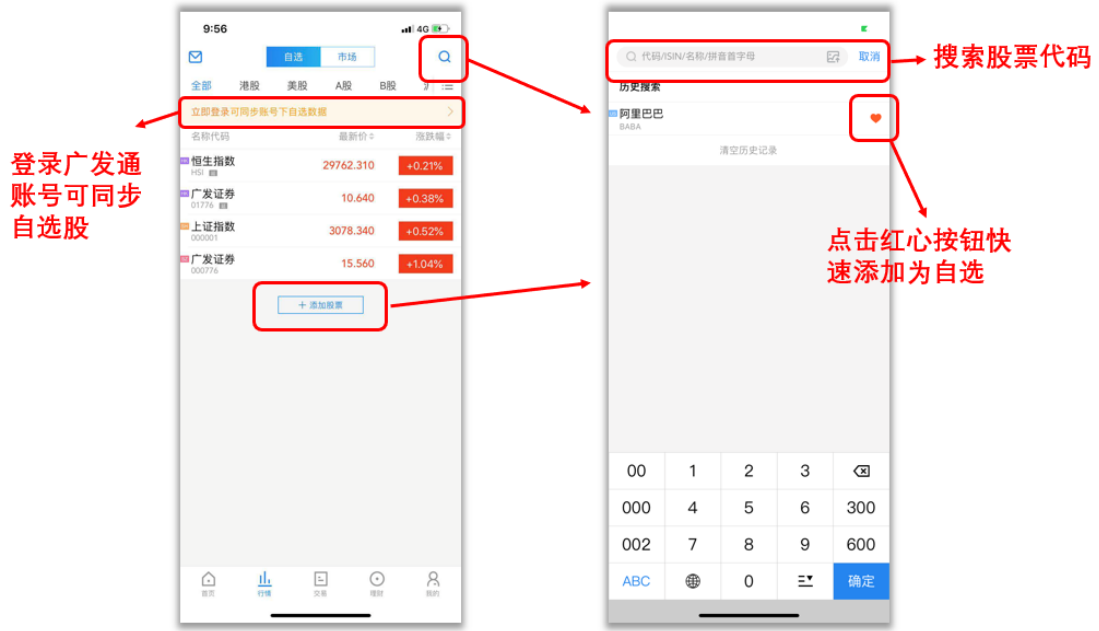 9:56
4G
自选 市场
全部 港股 美股 A股 B股
立即登录可同步账号下自选数据
名称代码 最新价 涨跌幅
恒生指数 29762.310 +0.21%
HSI
广发证券 10.640 +0.38%
01776
上证指数 3078.340 +0.52%
000001
广发证券 15.560 +1.04%
000776
+ 添加股票
首页 行情 交易 理财 我的
登录广发通
账号可同步
自选股
代码/ISIN/名称/拼音首字母 取消
历史搜索
阿里巴巴
BABA
清空历史记录
00 1 2 3
000 4 5 6 300
002 7 8 9 600
ABC 0 确定
搜索股票代码
点击红心按钮快
速添加为自选